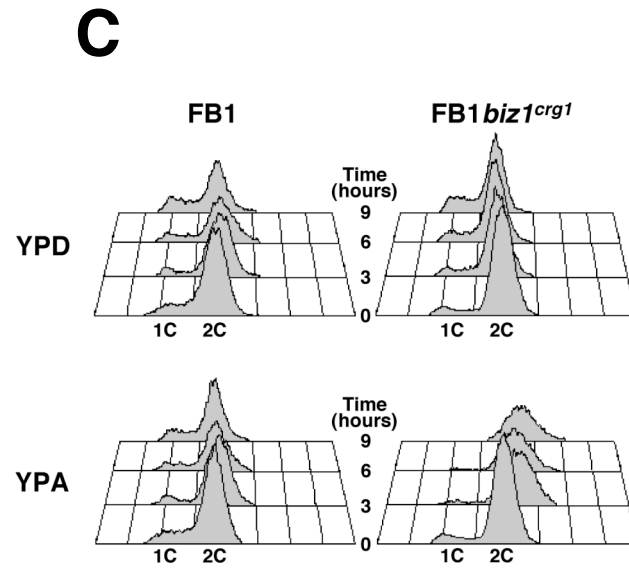 C
FB1
FB1biz1crg1
Time
(hours)
9
YPD
6
3
0
1C 2C
1C 2C
Time
(hours)
9
YPA
6
3
0
1C 2C
1C 2C